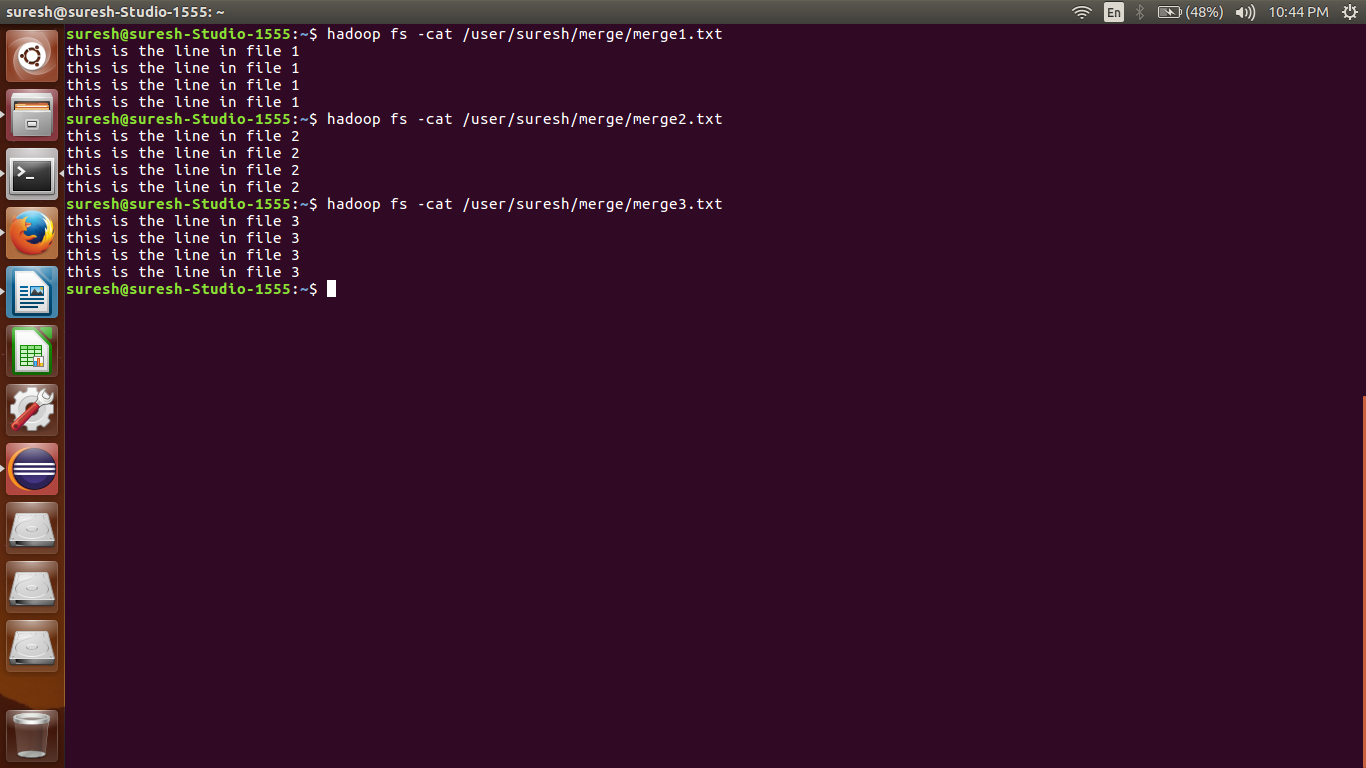 suresh@suresh-Studio-1555: ~
En
(48%)
10:44 PM
suresh@suresh-Studio-1555:~$ hadoop fs -cat /user/suresh/merge/merge1.txt
this is the line in file 1
this is the line in file 1
this is the line in file 1
this is the line in file 1
suresh@suresh-Studio-1555:~$ hadoop fs -cat /user/suresh/merge/merge2.txt
this is the line in file 2
this is the line in file 2
this is the line in file 2
this is the line in file 2
suresh@suresh-Studio-1555:~$ hadoop fs -cat /user/suresh/merge/merge3.txt
this is the line in file 3
this is the line in file 3
this is the line in file 3
this is the line in file 3
suresh@suresh-Studio-1555:~$